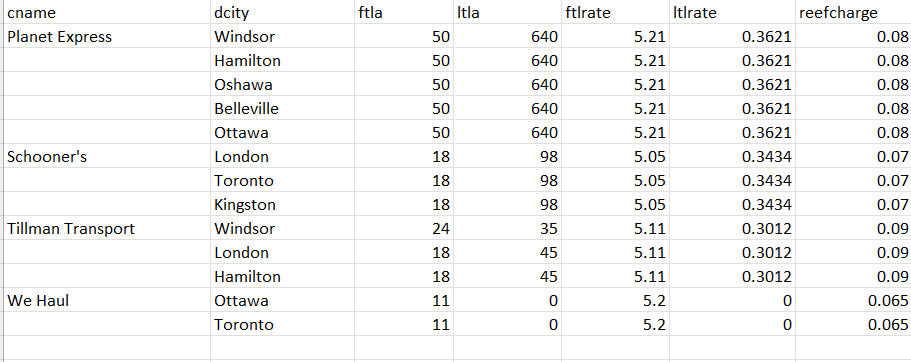 cname dcity ftla ltla ftlrate ltlrate reefcharge
Planet Express Windsor 50 640 5.21 0.3621 0.08
Hamilton 50 640 5.21 0.3621 0.08
Oshawa 50 640 5.21 0.3621 0.08
Belleville 50 640 5.21 0.3621 0.08
Ottawa 50 640 5.21 0.3621 0.08
Schooner's London 18 98 5.05 0.3434 0.07
Toronto 18 98 5.05 0.3434 0.07
Kingston 18 98 5.05 0.3434 0.07
Tillman Transport Windsor 24 35 5.11 0.3012 0.09
London 18 45 5.11 0.3012 0.09
Hamilton 18 45 5.11 0.3012 0.09
We Haul Ottawa 11 0 5.2 0 0.065
Toronto 11 0 5.2 0 0.065